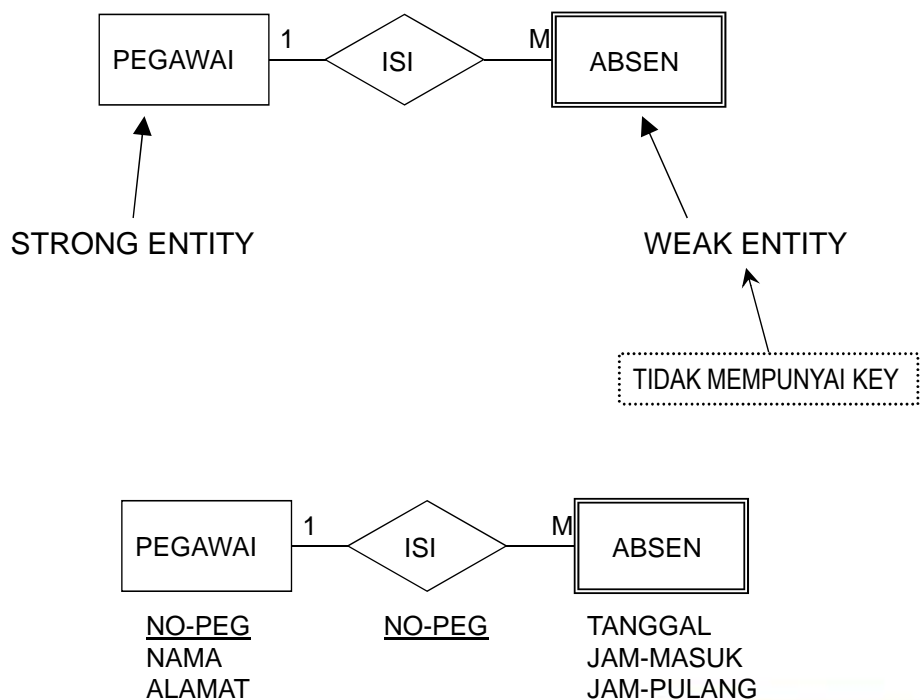 PEGAWAI 1 ISI M ABSEN
STRONG ENTITY WEAK ENTITY
TIDAK MEMPUNYAI KEY
PEGAWAI 1 ISI M ABSEN
NO-PEG NO-PEG TANGGAL
NAMA JAM-MASUK
ALAMAT JAM-PULANG